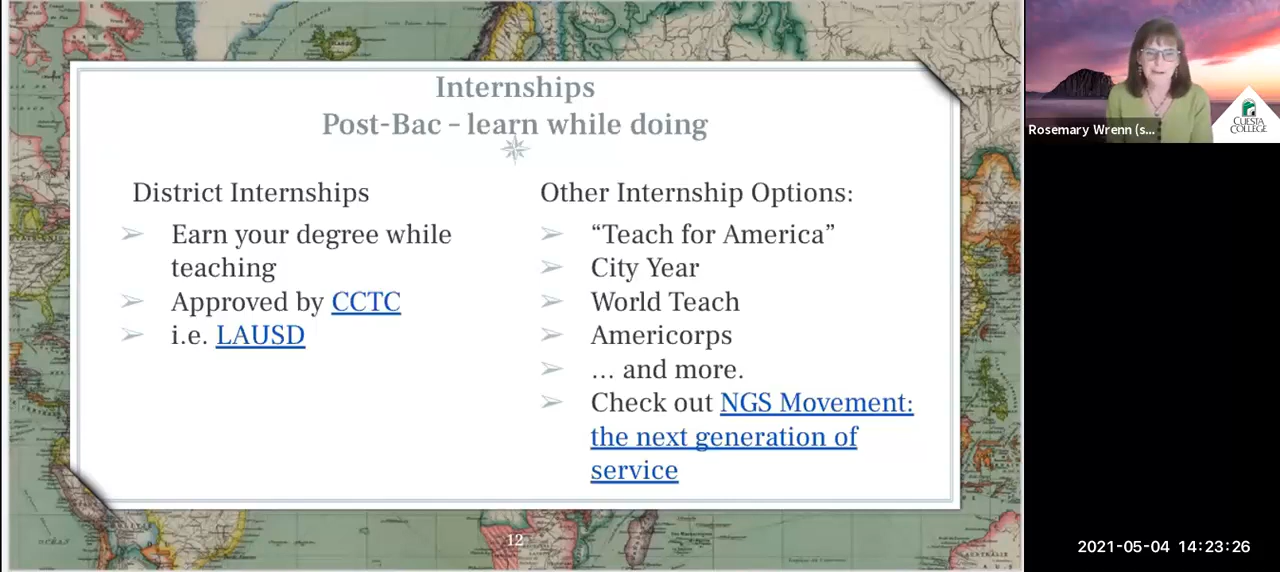 Internships
Post-Bac – learn while doing
District Internships
➢ Earn your degree while
teaching
➢ Approved by CCTC
➢ i.e. LAUSD
Other Internship Options:
➢ “Teach for America”
➢ City Year
➢ World Teach
➢ Americorps
➢ … and more.
➢ Check out NGS Movement:
the next generation of
service
12
Rosemary Wrenn (s...
CUESTA
COLLEGE
2021-05-04 14:23:26